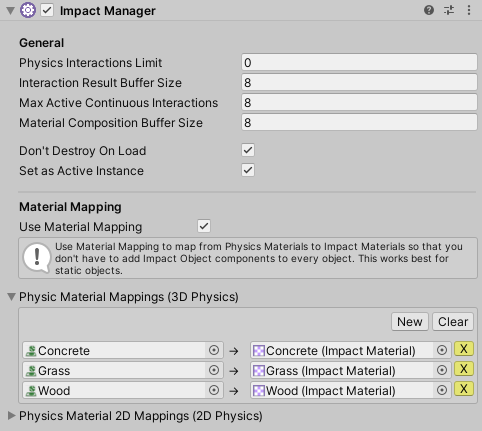 Impact Manager
General
Physics Interactions Limit 0
Interaction Result Buffer Size 8
Max Active Continuous Interactions 8
Material Composition Buffer Size 8
Don't Destroy On Load
Set as Active Instance
Material Mapping
Use Material Mapping
Use Material Mapping to map from Physics Materials to Impact Materials so that you
don't have to add Impact Object components to every object. This works best for
static objects.
Physic Material Mappings (3D Physics)
New Clear
Concrete → Concrete (Impact Material) X
Grass → Grass (Impact Material) X
Wood → Wood (Impact Material) X
Physics Material 2D Mappings (2D Physics)